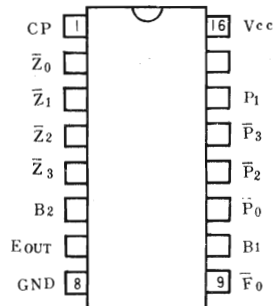 CP 1 16 Vcc
Z̅0
Z̅1 P1
Z̅2 P̅3
Z̅3 P̅2
B2 P̅0
EOUT B1
GND 8 9 F̅0